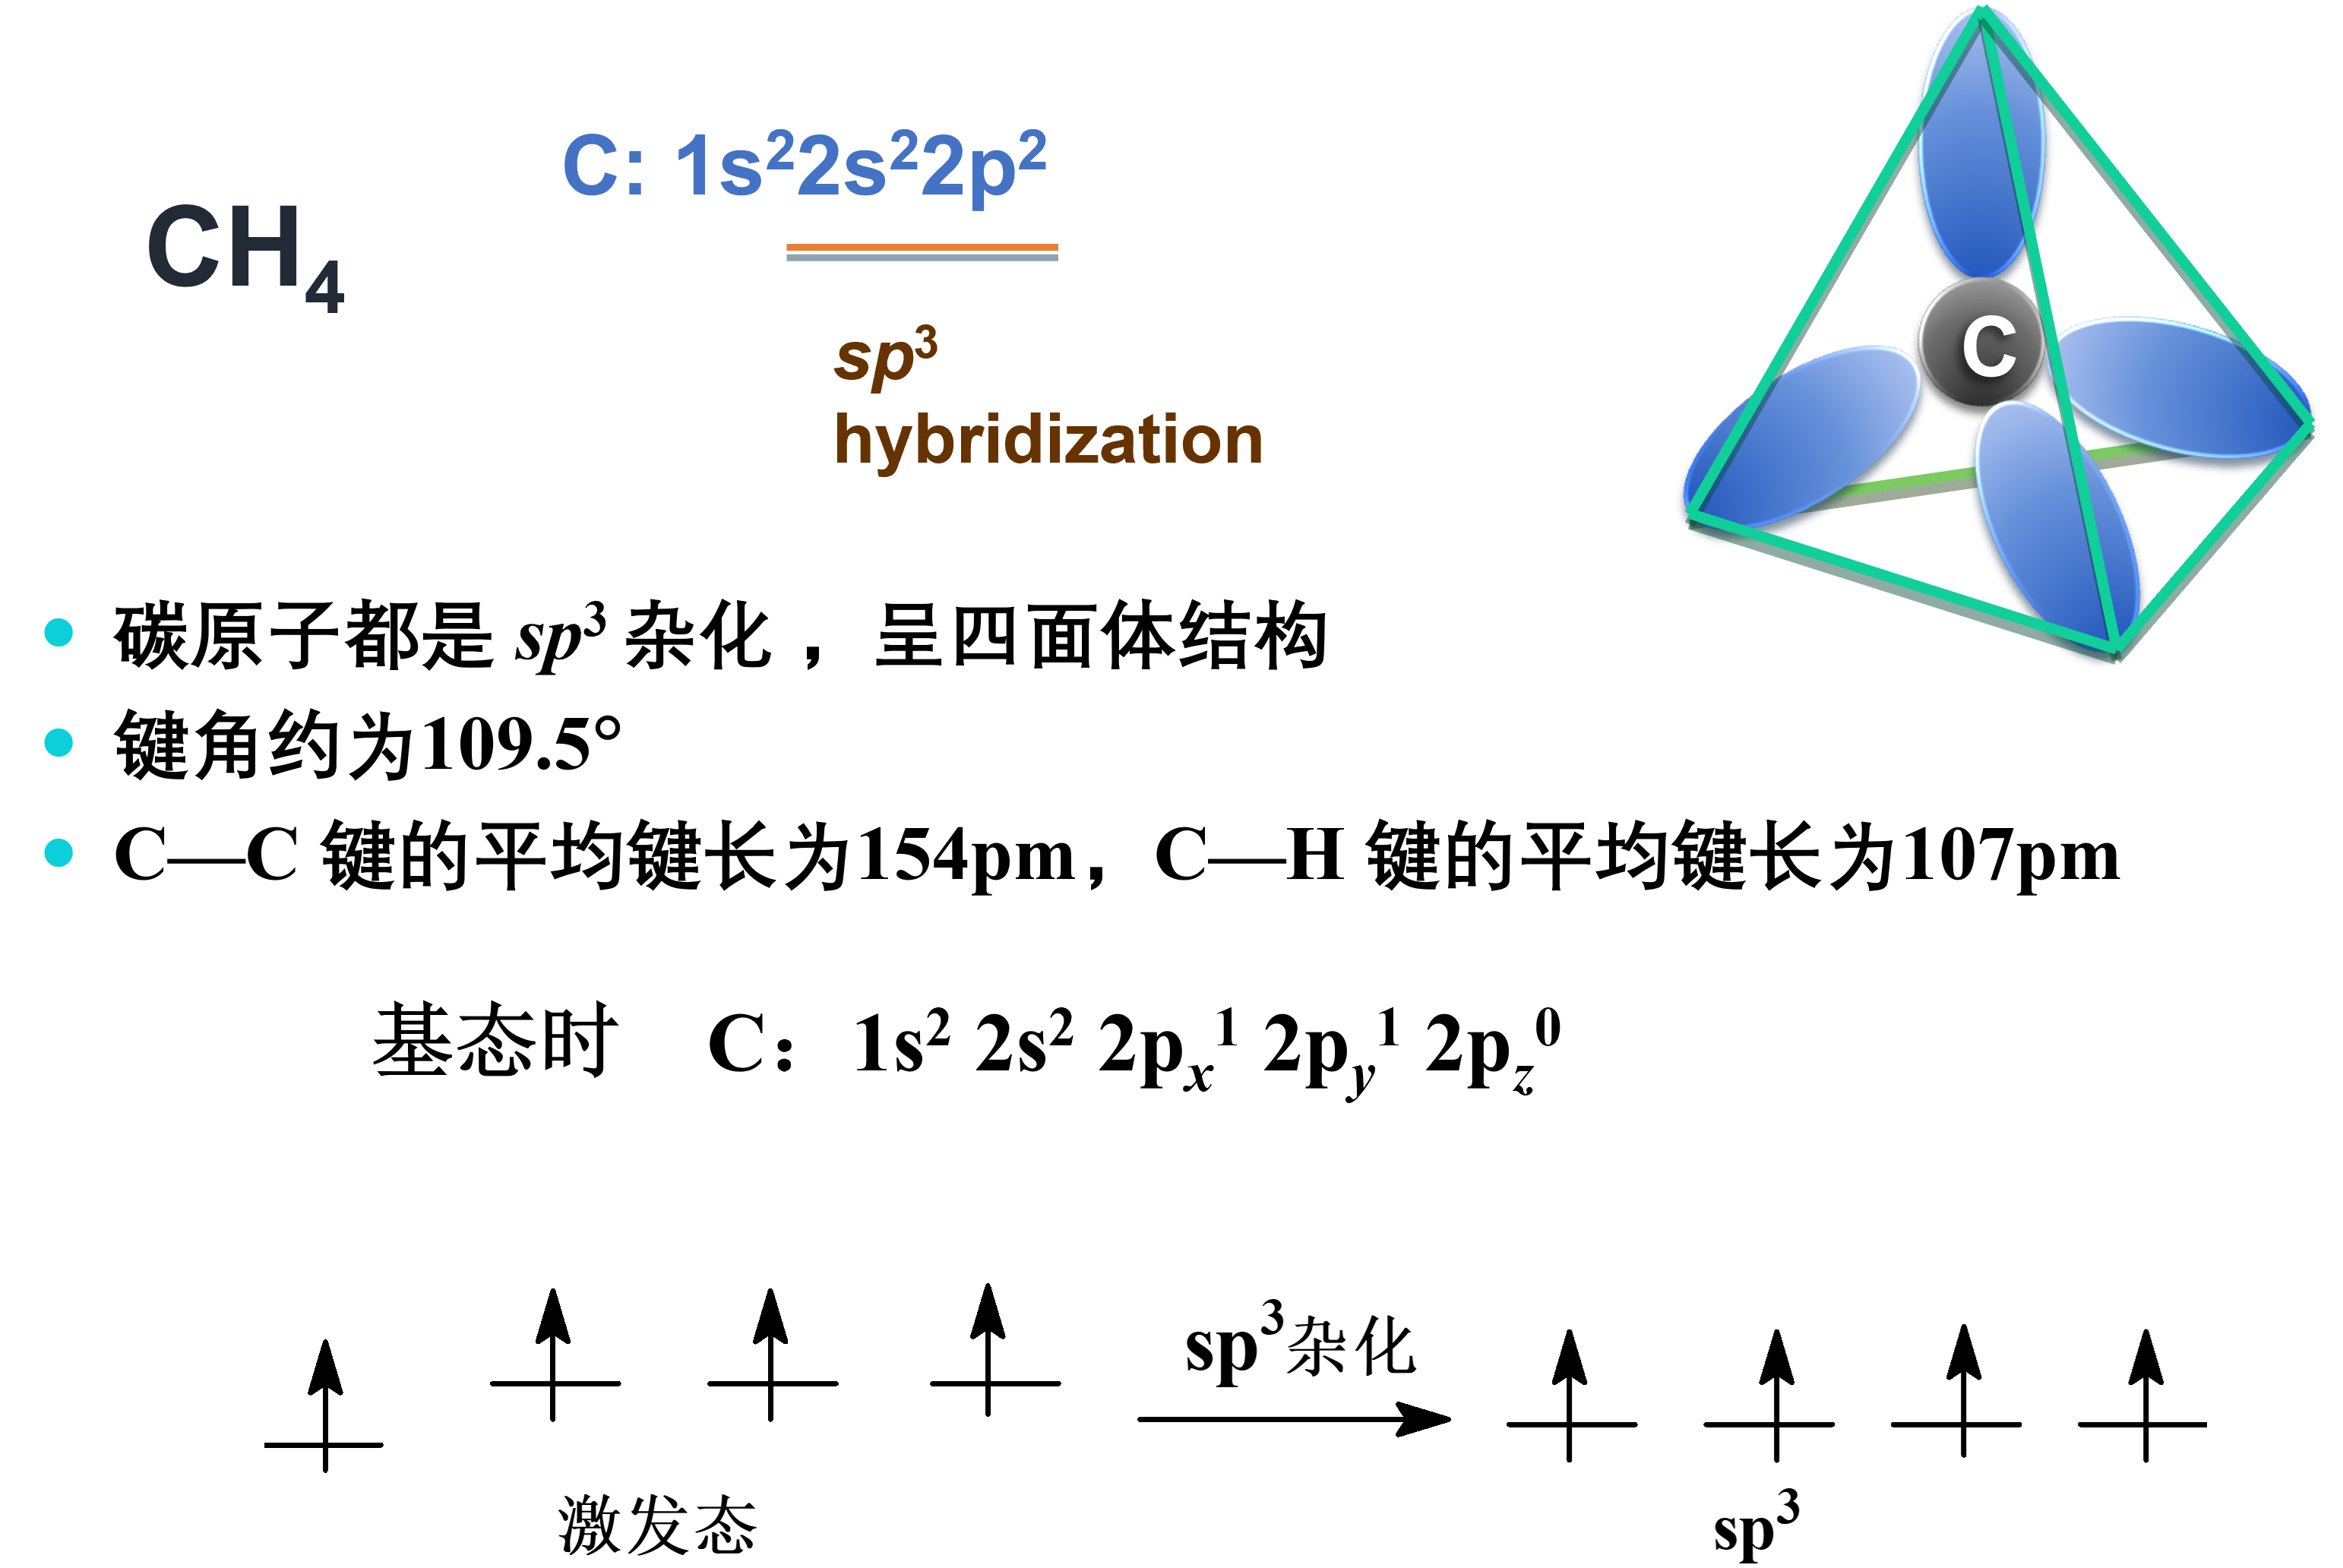 C: 1s²2s²2p²
CH₄
C
sp³
hybridization
碳原子都是 sp³ 杂化， 呈四面体结构
键角约为109.5°
C—C 键的平均键长为154pm，C—H 键的平均键长为107pm
基态时 C： 1s² 2s² 2pₓ¹ 2p_y¹ 2p_z⁰
sp³杂化
激发态
sp³